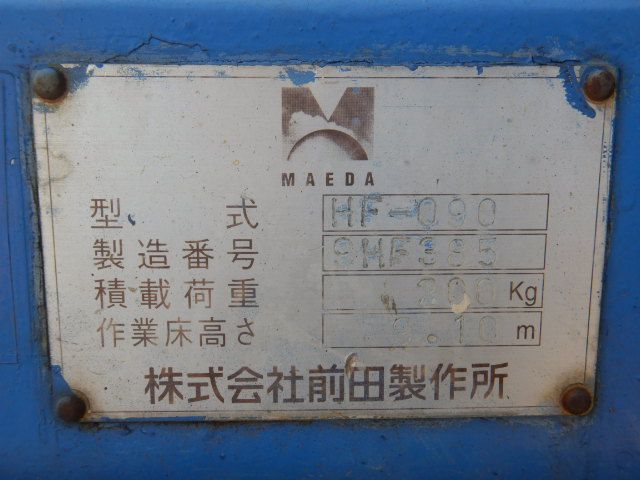 MAEDA
型式 HF-090
製造番号 9HF385
積載荷重 200 Kg
作業床高さ 9.10 m
株式会社前田製作所